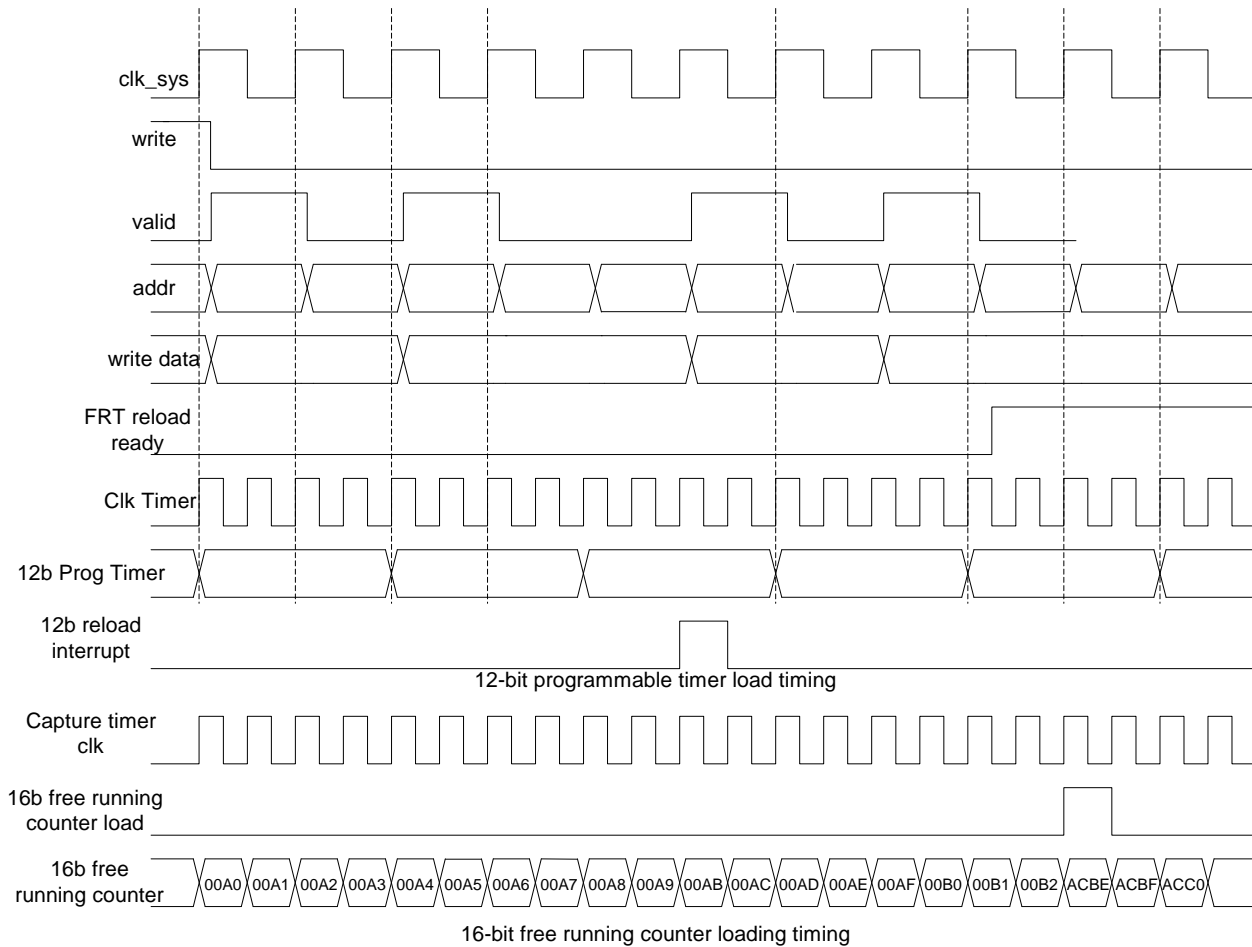 clk_sys
write
valid
addr
write data
FRT reload
ready
Clk Timer
12b Prog Timer
12b reload
interrupt
12-bit programmable timer load timing
Capture timer
clk
16b free running
counter load
16b free
running counter
00A0 00A1 00A2 00A3 00A4 00A5 00A6 00A7 00A8 00A9 00AB 00AC 00AD 00AE 00AF 00B0 00B1 00B2 ACBE ACBF ACC0
16-bit free running counter loading timing